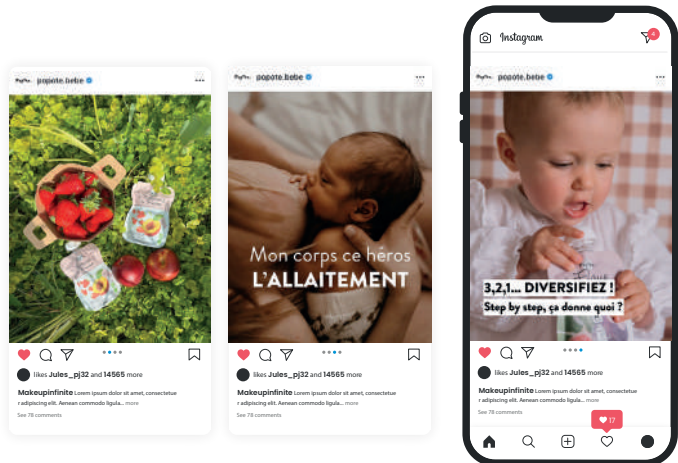 popote.bebe
likes Jules_pj32 and 14565 more
Makeupinfinite Lorem ipsum dolor sit amet, consectetue
r adipiscing elit. Aenean commodo ligula... more
See 78 comments
popote.bebe
Mon corps ce héros
L'ALLAITEMENT
likes Jules_pj32 and 14565 more
Makeupinfinite Lorem ipsum dolor sit amet, consectetue
r adipiscing elit. Aenean commodo ligula... more
See 78 comments
Instagram
4
popote.bebe
3,2,1... DIVERSIFIEZ !
Step by step, ça donne quoi ?
likes Jules_pj32 and 14565 more
Makeupinfinite Lorem ipsum dolor sit amet, consectetue
r adipiscing elit. Aenean commodo ligula... more
See 78 comments
17